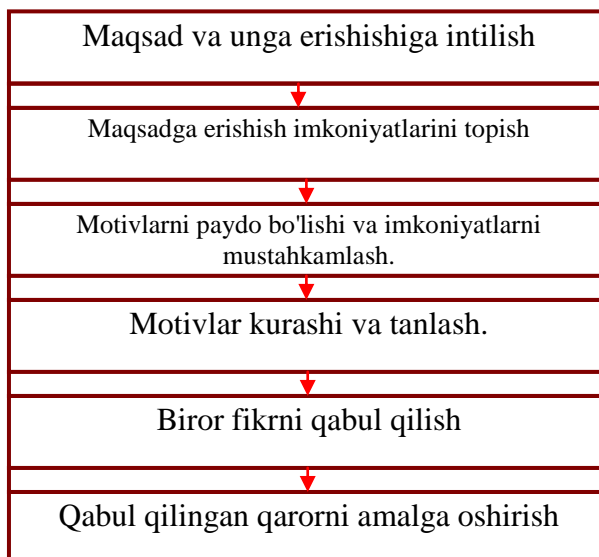 Maqsad va unga erishishiga intilish
Maqsadga erishish imkoniyatlarini topish
Motivlarni paydo bo'lishi va imkoniyatlarni
mustahkamlash.
Motivlar kurashi va tanlash.
Biror fikrni qabul qilish
Qabul qilingan qarorni amalga oshirish